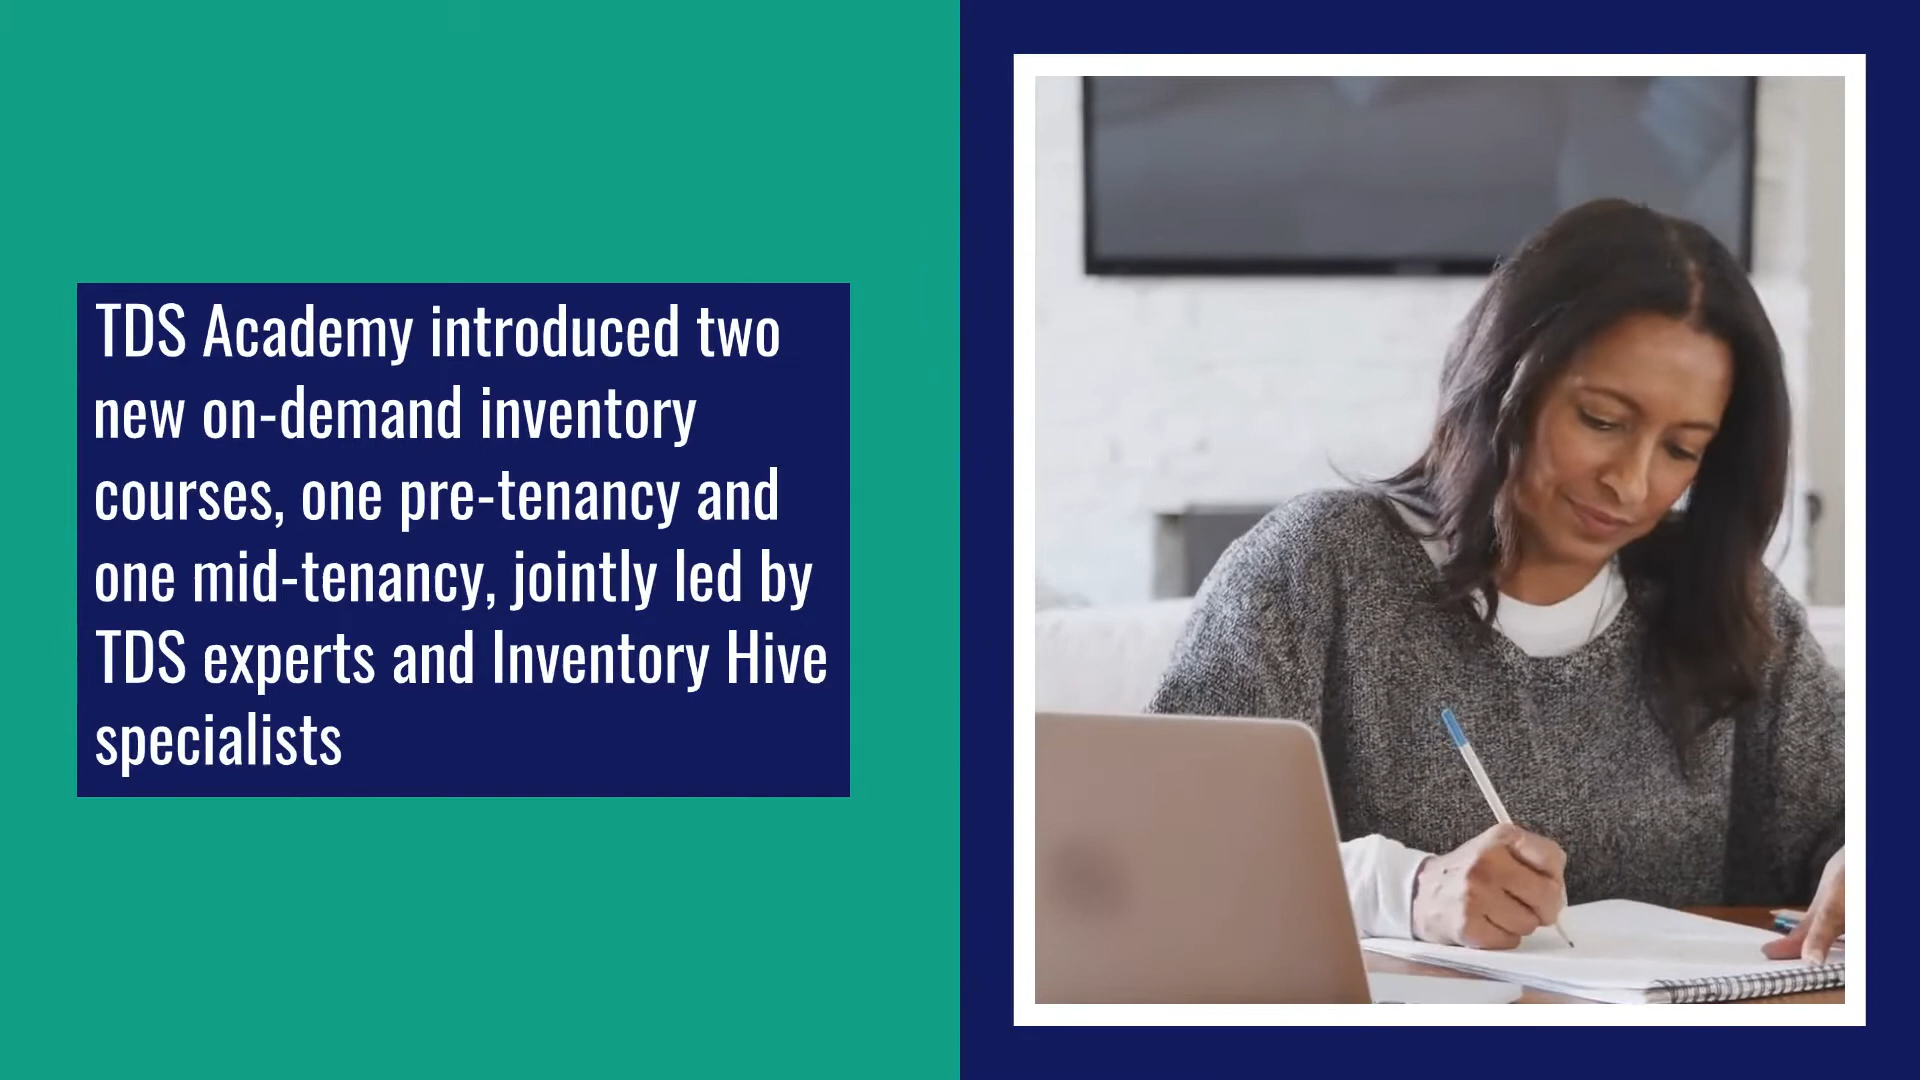 TDS Academy introduced two
new on-demand inventory
courses, one pre-tenancy and
one mid-tenancy, jointly led by
TDS experts and Inventory Hive
specialists